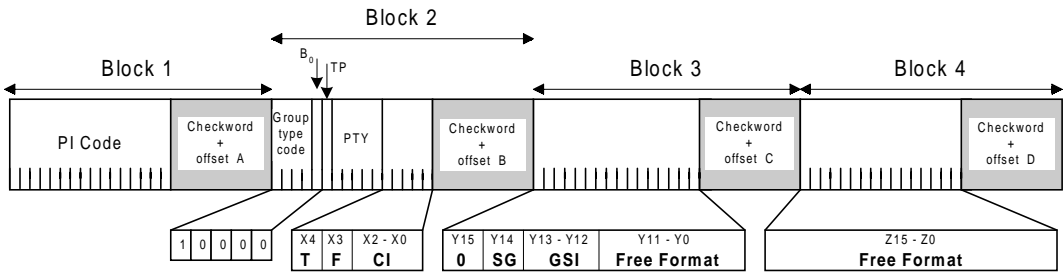 Block 2
B0 TP
Block 1 Block 3 Block 4
PI Code
Checkword + offset A
Group type code
PTY
Checkword + offset B
Checkword + offset C
Checkword + offset D
1 0 0 0 0
X4 X3 X2 - X0
T F CI
Y15 Y14 Y13 - Y12 Y11 - Y0
0 SG GSI Free Format
Z15 - Z0
Free Format